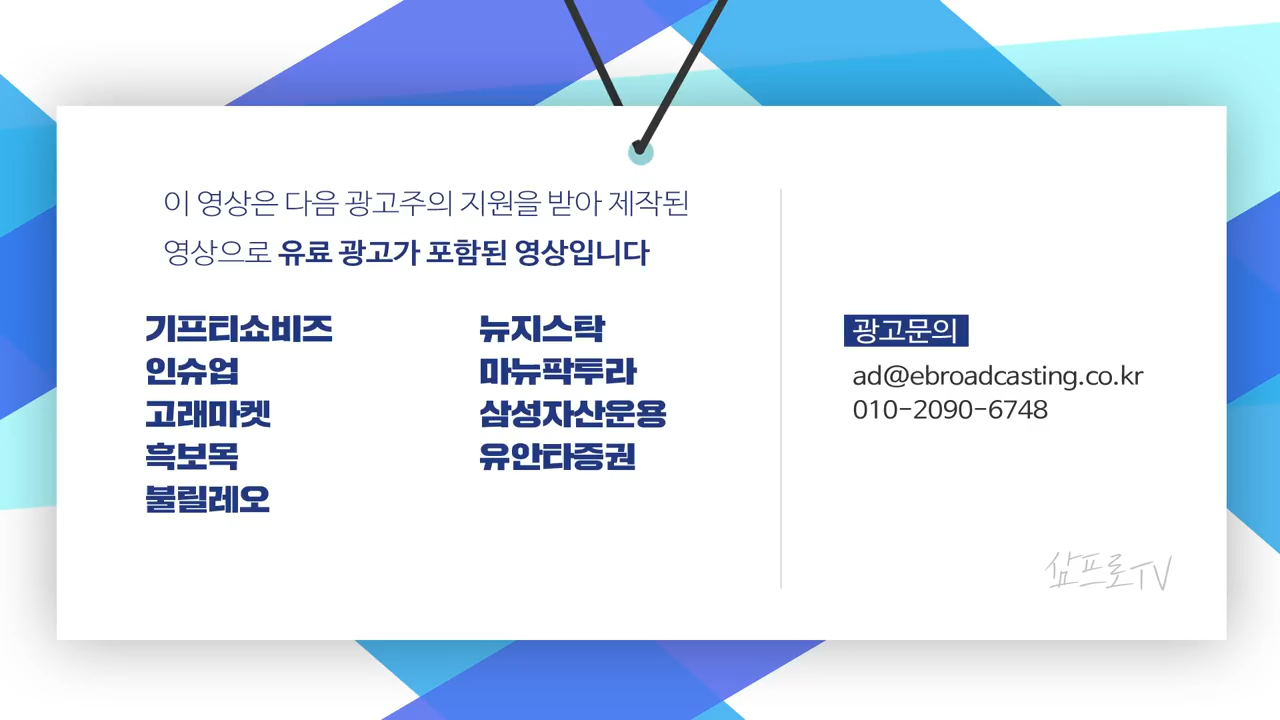 이 영상은 다음 광고주의 지원을 받아 제작된
영상으로 유료 광고가 포함된 영상입니다
기프티쇼비즈
인슈업
고래마켓
흑보목
불릴레오
뉴지스탁
마뉴팍투라
삼성자산운용
유안타증권
광고문의
ad@ebroadcasting.co.kr
010-2090-6748
삼프로TV